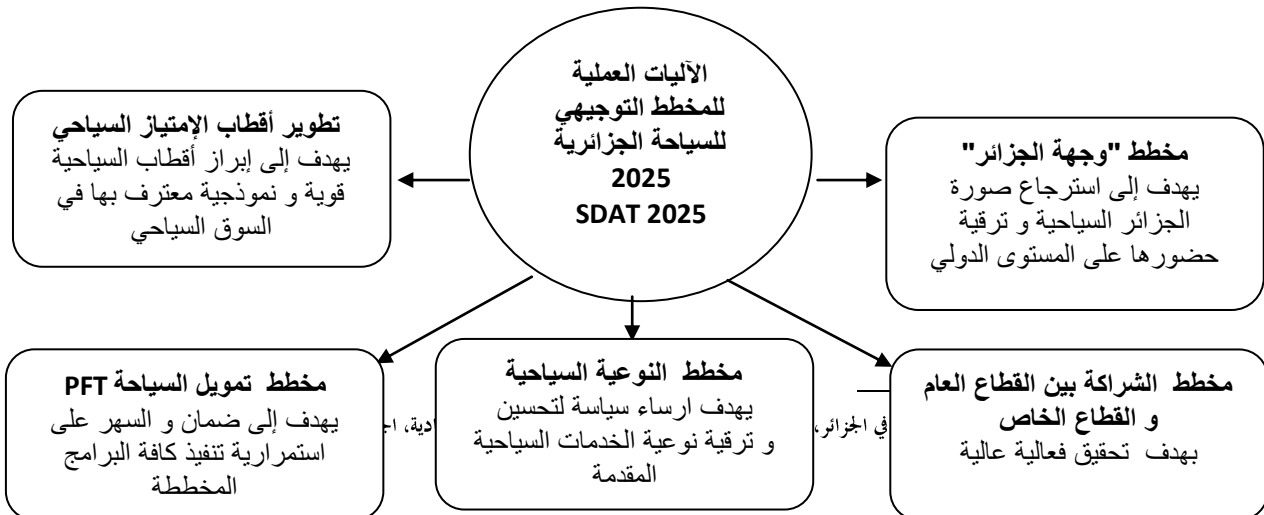 الآليات العملية
للمخطط التوجيهي
للسياحة الجزائرية
2025
SDAT 2025
مخطط "وجهة الجزائر"
يهدف إلى استرجاع صورة
الجزائر السياحية و ترقية
حضورها على المستوى الدولي
تطوير أقطاب الإمتياز السياحي
يهدف إلى إبراز أقطاب السياحية
قوية و نموذجية معترف بها في
السوق السياحي
مخطط الشراكة بين القطاع العام
و القطاع الخاص
بهدف تحقيق فعالية عالية
مخطط النوعية السياحية
يهدف ارساء سياسة لتحسين
و ترقية نوعية الخدمات السياحية
المقدمة
مخطط تمويل السياحة PFT
يهدف إلى ضمان و السهر على
استمرارية تنفيذ كافة البرامج
المخططة
في الجزائر،